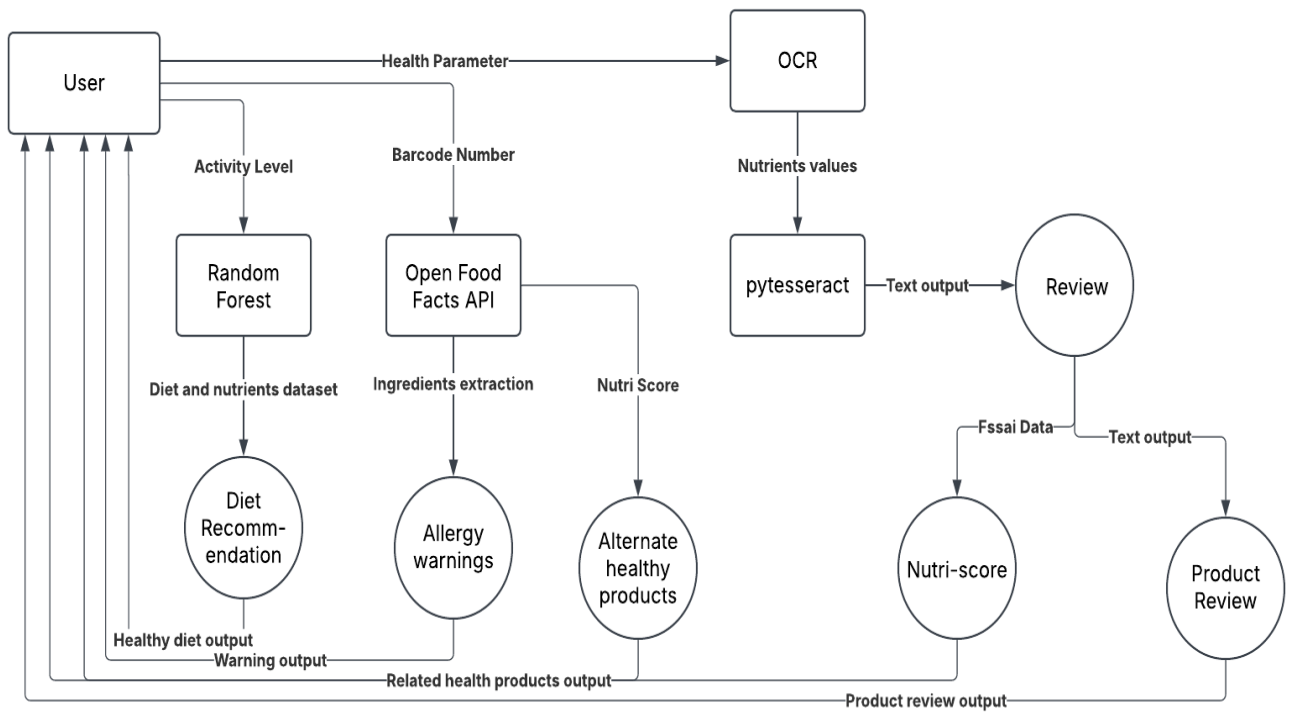 User
Health Parameter
OCR
Activity Level
Barcode Number
Nutrients values
Random
Forest
Open Food
Facts API
pytesseract
Text output
Review
Diet and nutrients dataset
Ingredients extraction
Nutri Score
Fssai Data
Text output
Diet
Recomm-
endation
Allergy
warnings
Alternate
healthy
products
Nutri-score
Product
Review
Healthy diet output
Warning output
Related health products output
Product review output